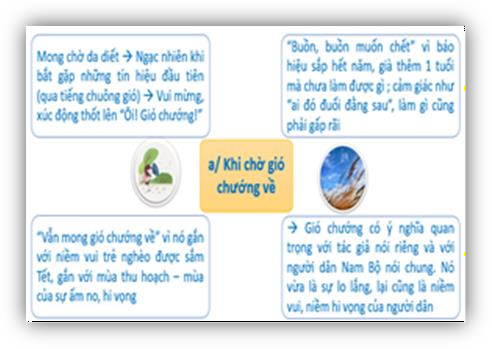 Mong chờ da diết → Ngạc nhiên khi
bắt gặp những tín hiệu đầu tiên
(qua tiếng chuông gió) → Vui mừng,
xúc động thốt lên “Ôi! Gió chướng!”
“Buồn, buồn muốn chết” vì báo
hiệu sắp hết năm, già thêm 1 tuổi
mà chưa làm được gì ; cảm giác như
“ai đó đuổi đằng sau”, làm gì cũng
phải gấp rãi
a/ Khi chờ gió
chướng về
“Vẫn mong gió chướng về” vì nó gắn
với niềm vui trẻ nghèo được sắm
Tết, gắn với mùa thu hoạch – mùa
của sự ấm no, hi vọng
→ Gió chướng có ý nghĩa quan
trọng với tác giả nói riêng và với
người dân Nam Bộ nói chung. Nó
vừa là sự lo lắng, lại cũng là niềm
vui, niềm hi vọng của người dân